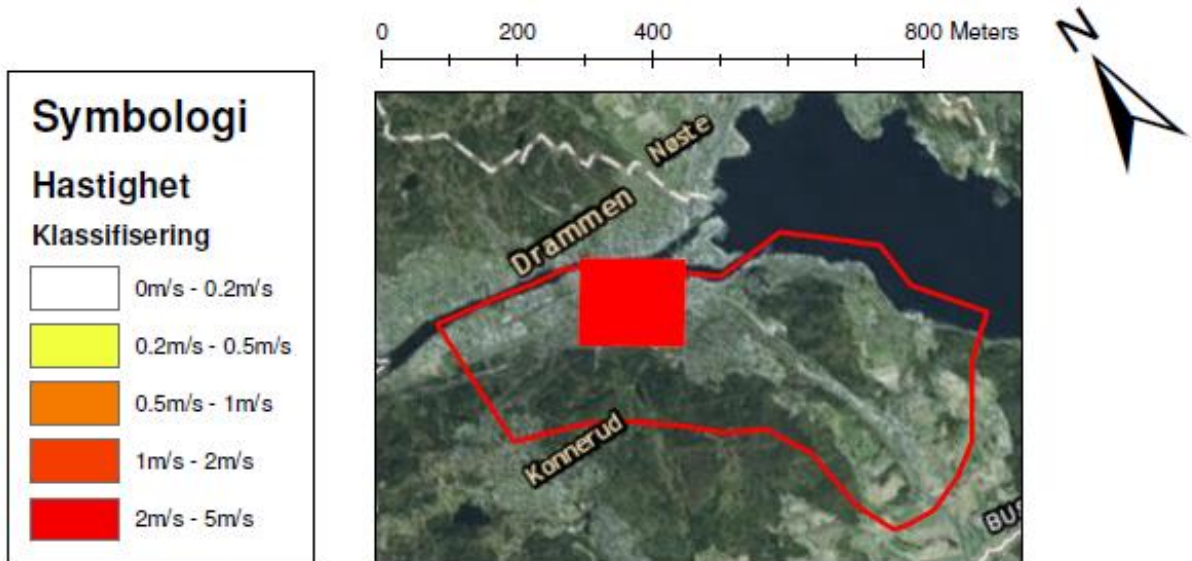 0 200 400 800 Meters
N
Symbologi
Hastighet
Klassifisering
0m/s - 0.2m/s
0.2m/s - 0.5m/s
0.5m/s - 1m/s
1m/s - 2m/s
2m/s - 5m/s
Nøste
Drammen
Konnerud
BUS